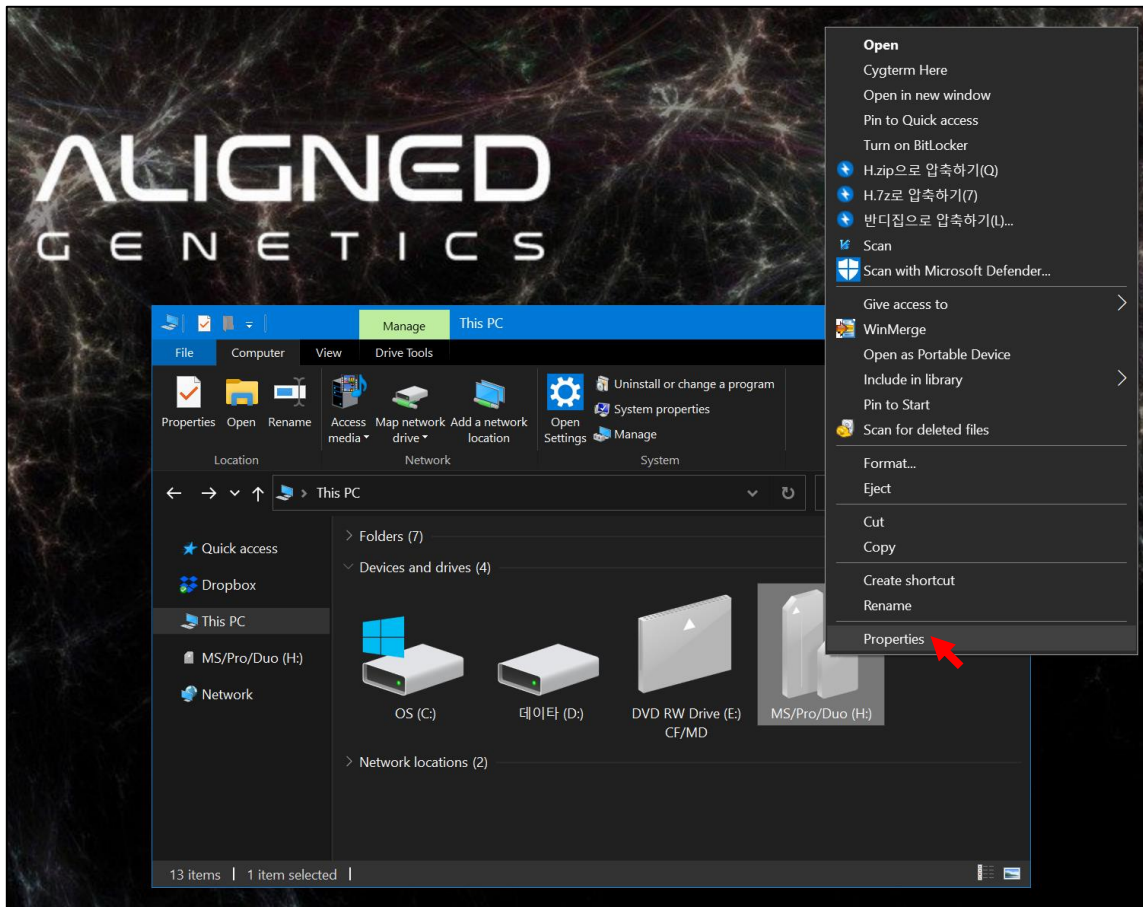 ALIGNED
GENETICS
Manage
This PC
File
Computer
View
Drive Tools
Properties
Open
Rename
Access media
Map network drive
Add a network location
Open Settings
Uninstall or change a program
System properties
Manage
Location
Network
System
This PC
Quick access
Dropbox
This PC
MS/Pro/Duo (H:)
Network
Folders (7)
Devices and drives (4)
OS (C:)
데이타 (D:)
DVD RW Drive (E:)
CF/MD
MS/Pro/Duo (H:)
Network locations (2)
13 items
1 item selected
Open
Cygterm Here
Open in new window
Pin to Quick access
Turn on BitLocker
H.zip으로 압축하기(Q)
H.7z로 압축하기(7)
반디집으로 압축하기(L)...
Scan
Scan with Microsoft Defender...
Give access to
WinMerge
Open as Portable Device
Include in library
Pin to Start
Scan for deleted files
Format...
Eject
Cut
Copy
Create shortcut
Rename
Properties